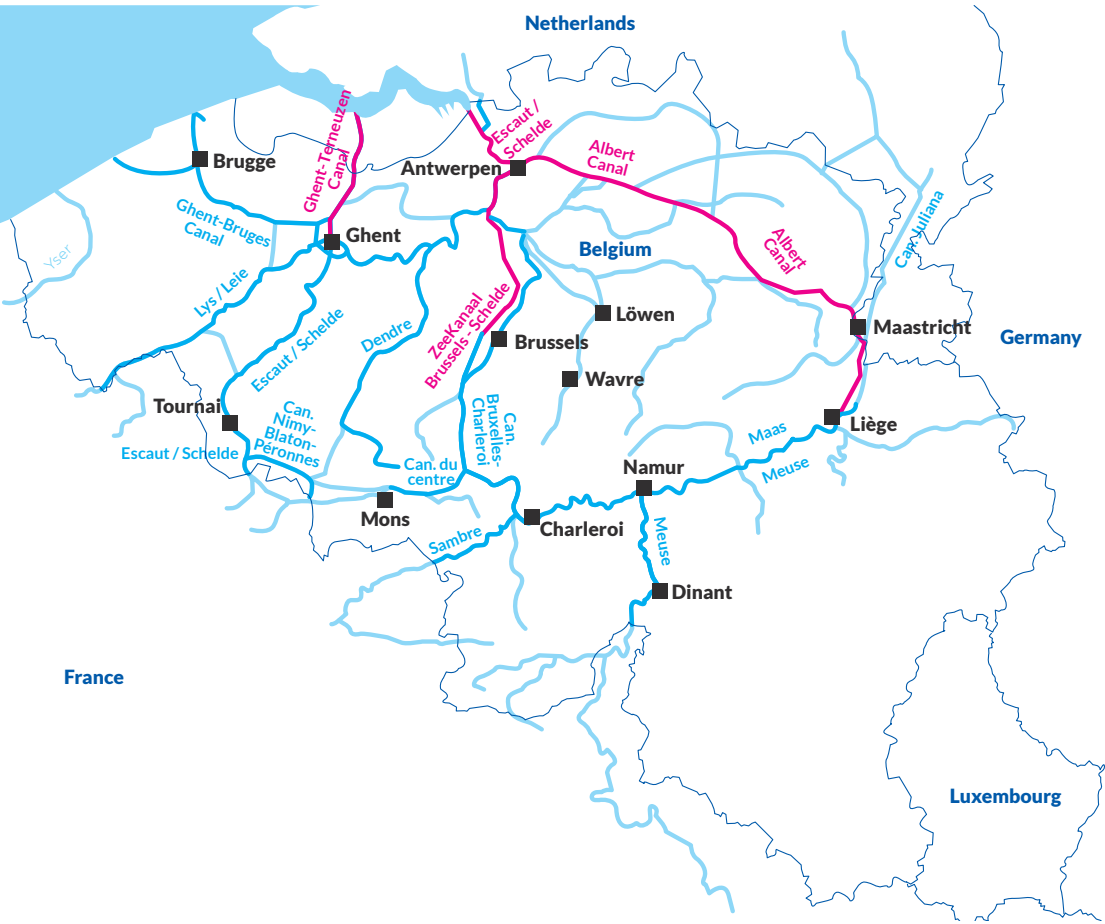 Netherlands
Ghent-Terneuzen
Canal
Escaut /
Schelde
Brugge
Antwerpen
Albert
Canal
Ghent-Bruges
Canal
Ghent
Belgium
Albert
Canal
Can. Juliana
Yser
Lys / Leie
Löwen
Maastricht
Germany
Escaut / Schelde
Dendre
ZeeKanaal
Brussels - Schelde
Brussels
Wavre
Tournai
Can.
Nimy-
Blaton-
Péronnes
Can.
Bruxelles-
Charleroi
Liège
Maas
Meuse
Escaut / Schelde
Can. du
centre
Namur
Mons
Charleroi
Sambre
Meuse
Dinant
France
Luxembourg